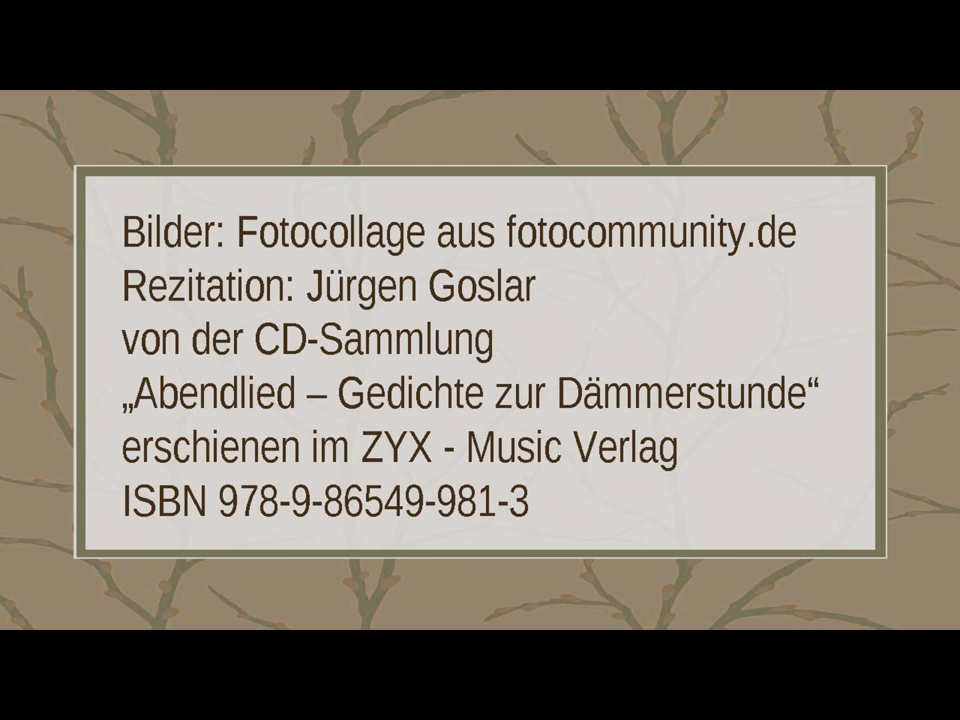 Bilder: Fotocollage aus fotocommunity.de
Rezitation: Jürgen Goslar
von der CD-Sammlung
„Abendlied – Gedichte zur Dämmerstunde“
erschienen im ZYX - Music Verlag
ISBN 978-9-86549-981-3